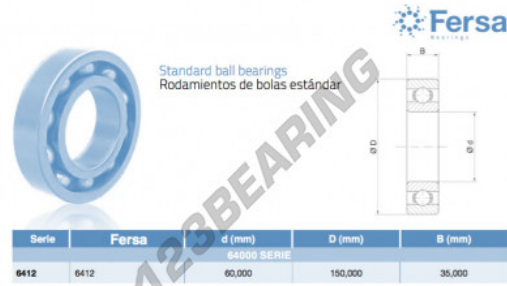 Fersa
Bearings
Standard ball bearings
Rodamientos de bolas estándar
B
Ø D
Ø d
123BEARING
Serie Fersa d (mm) D (mm) B (mm)
64000 SERIE
6412 6412 60,000 150,000 35,000